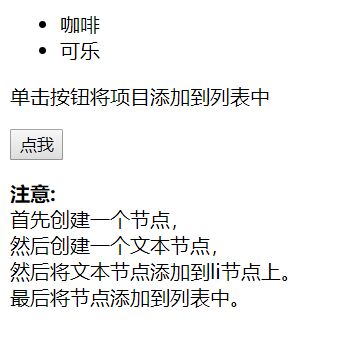 咖啡
可乐
单击按钮将项目添加到列表中
点我
注意:
首先创建一个节点，
然后创建一个文本节点，
然后将文本节点添加到li节点上。
最后将节点添加到列表中。